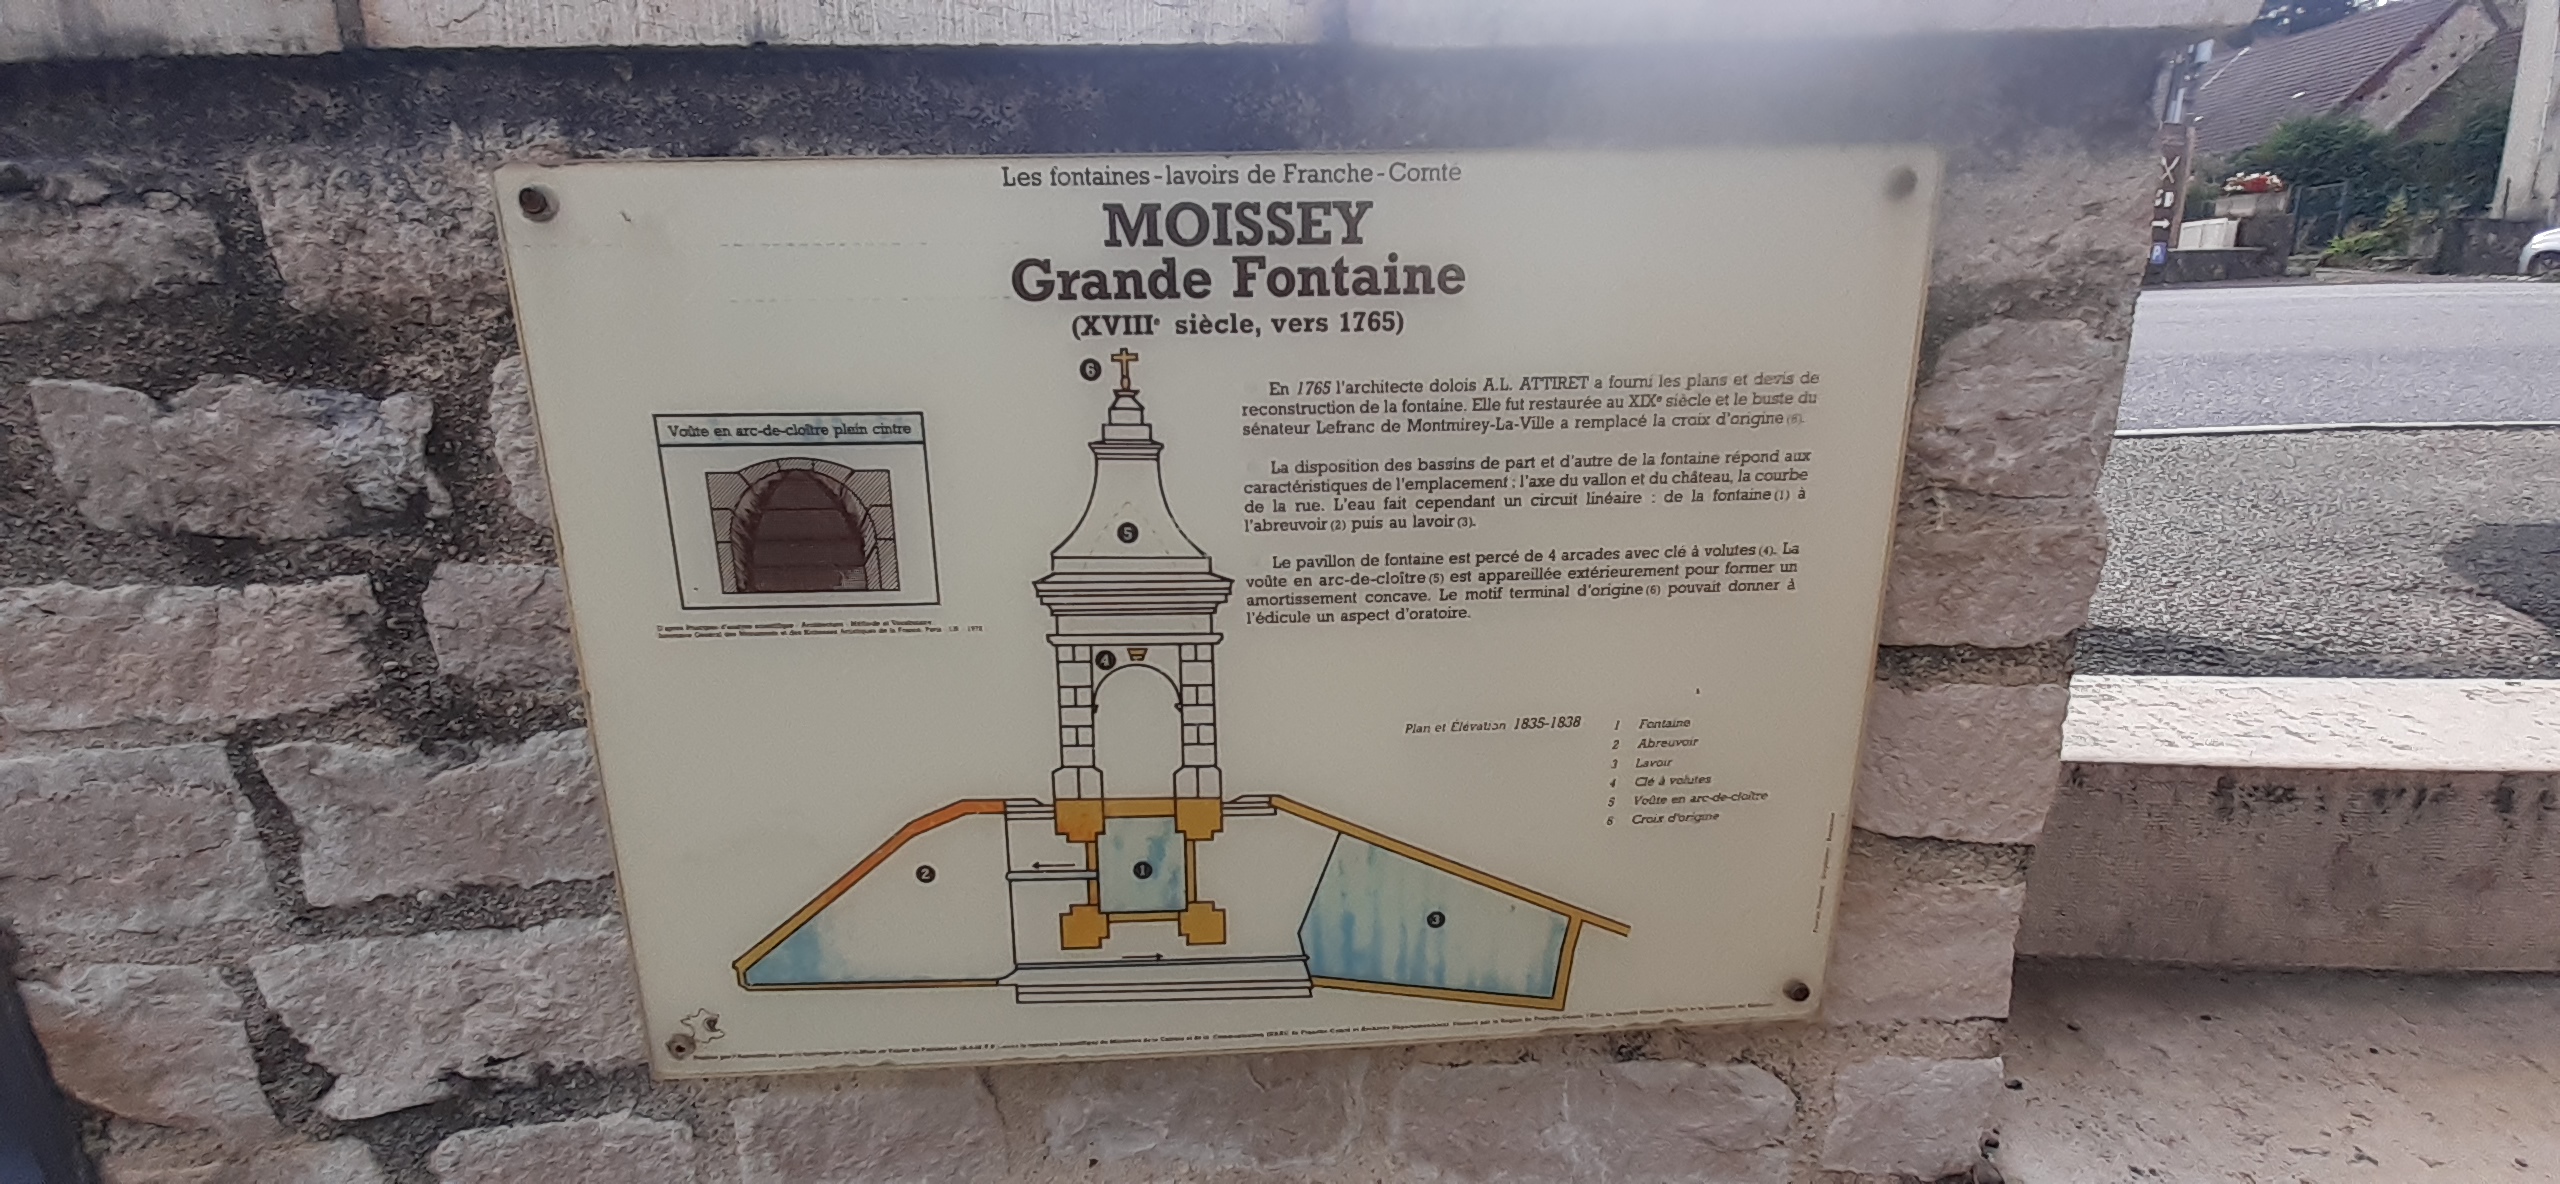 Les fontaines-lavoirs de Franche-Comté
MOISSEY
Grande Fontaine
(XVIIIe siècle, vers 1765)
6
Voûte en arc-de-cloître plein cintre
En 1765 l'architecte dolois A.L. ATTIRET a fourni les plans et devis de
reconstruction de la fontaine. Elle fut restaurée au XIXe siècle et le buste du
sénateur Lefranc de Montmirey-La-Ville a remplacé la croix d'origine (6).
La disposition des bassins de part et d'autre de la fontaine répond aux
caractéristiques de l'emplacement ; l'axe du vallon et du château, la courbe
de la rue. L'eau fait cependant un circuit linéaire : de la fontaine (1) à
l'abreuvoir (2) puis au lavoir (3).
5
Le pavillon de fontaine est percé de 4 arcades avec clé à volutes (4). La
voûte en arc-de-cloître (5) est appareillée extérieurement pour former un
amortissement concave. Le motif terminal d'origine (6) pouvait donner à
l'édicule un aspect d'oratoire.
4
Plan et Élévation 1835-1838
1 Fontaine
2 Abreuvoir
3 Lavoir
4 Clé à volutes
5 Voûte en arc-de-cloître
6 Croix d'origine
2
1
3
P